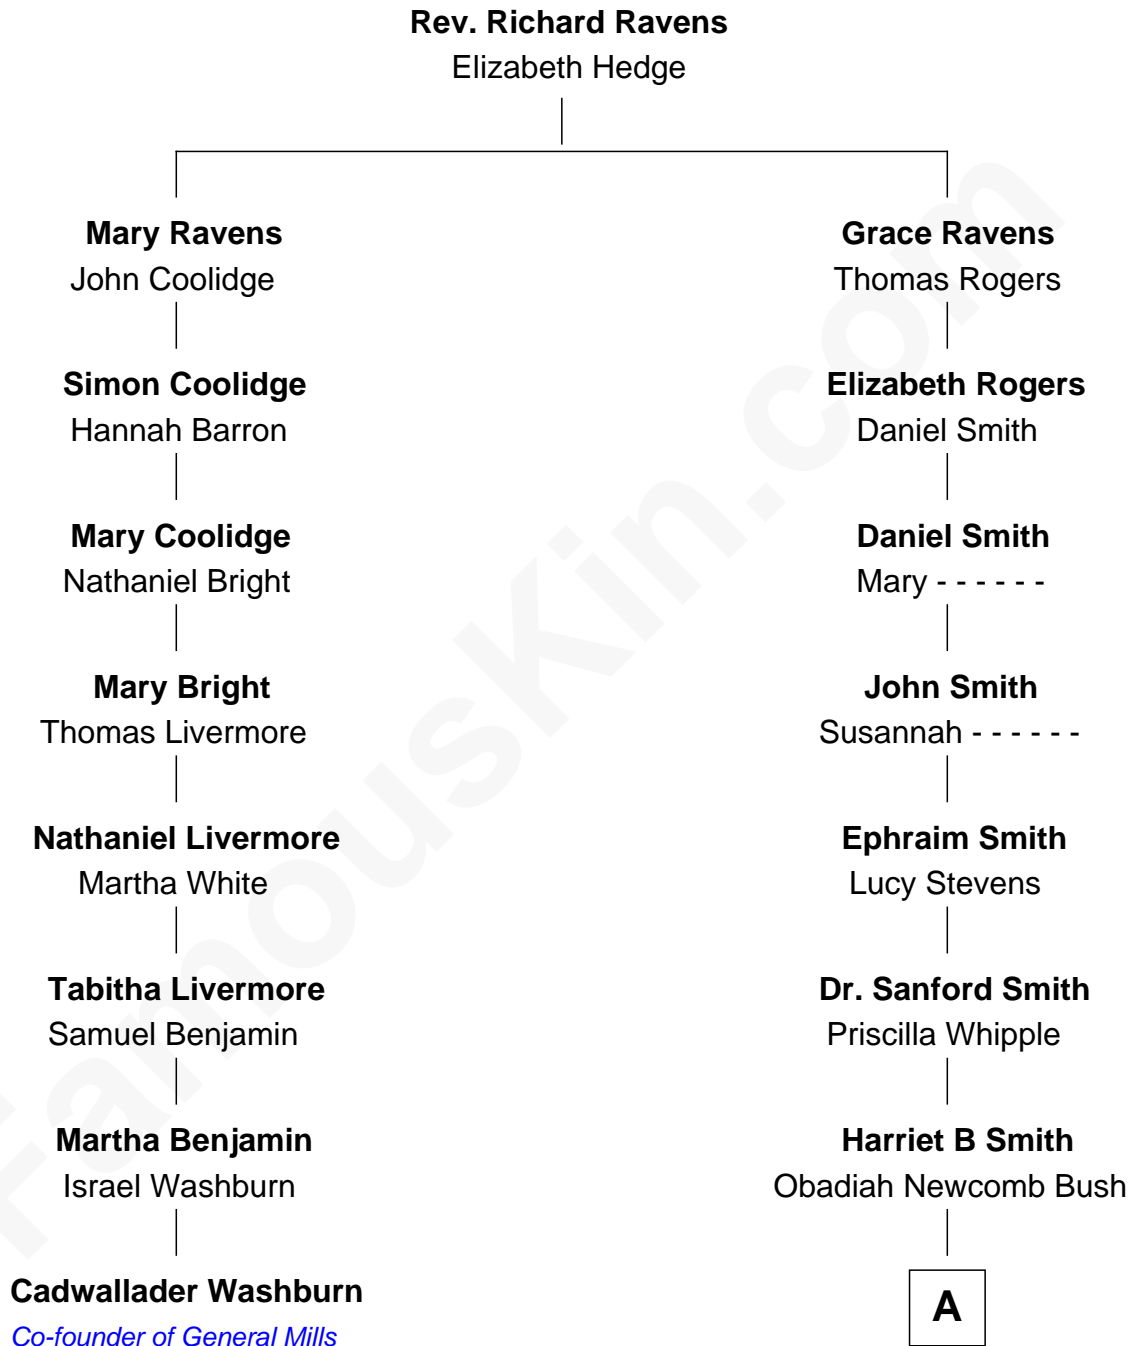 Rev. Richard Ravens
Elizabeth Hedge
Mary Ravens
John Coolidge
Grace Ravens
Thomas Rogers
Simon Coolidge
Hannah Barron
Elizabeth Rogers
Daniel Smith
Mary Coolidge
Nathaniel Bright
Daniel Smith
Mary - - - - - -
Mary Bright
Thomas Livermore
John Smith
Susannah - - - - - -
Nathaniel Livermore
Martha White
Ephraim Smith
Lucy Stevens
Tabitha Livermore
Samuel Benjamin
Dr. Sanford Smith
Priscilla Whipple
Martha Benjamin
Israel Washburn
Harriet B Smith
Obadiah Newcomb Bush
Cadwallader Washburn
Co-founder of General Mills
A
FamousKin.com